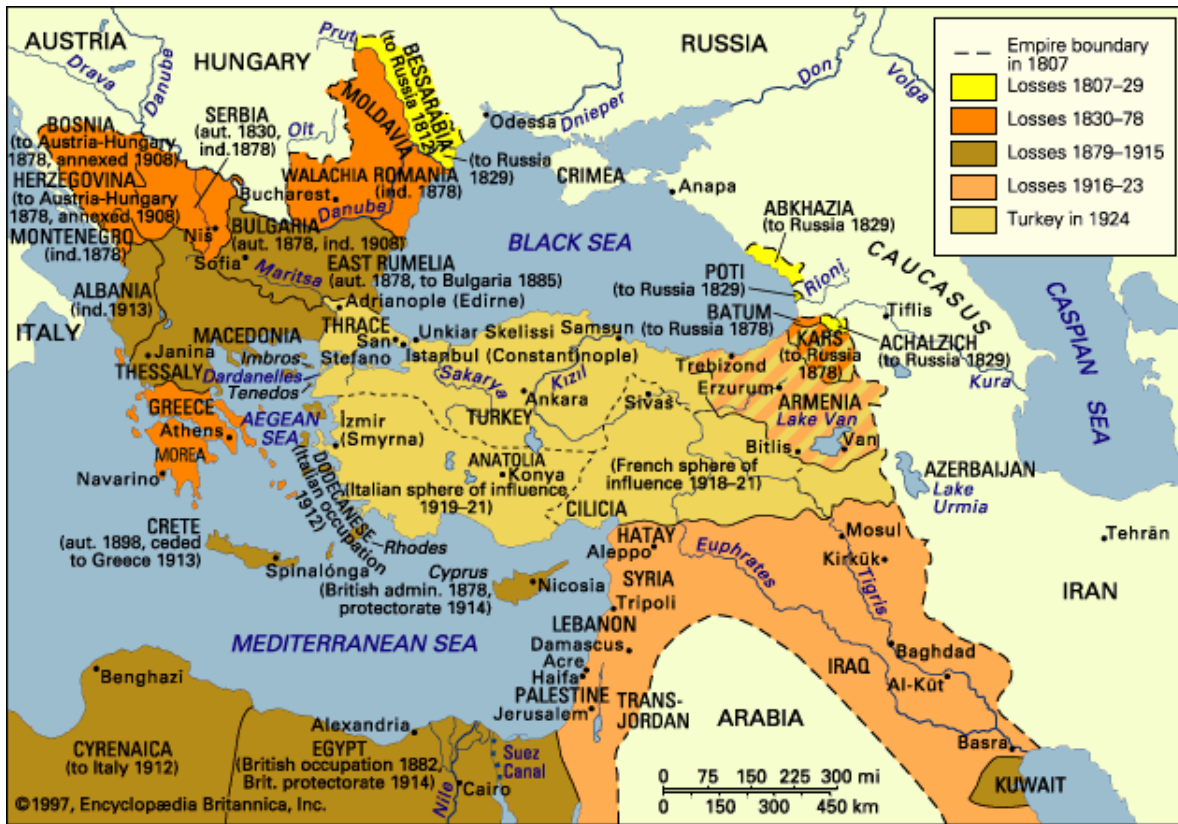 AUSTRIA
Drava
Danube
HUNGARY
Prut
BESSARABIA
(to Russia 1812)
RUSSIA
Don
Volga
Dnieper
Odessa
(to Russia
1829)
MOLDAVIA
Olt
SERBIA
(aut. 1830,
ind.1878)
BOSNIA
(to Austria-Hungary
1878, annexed 1908)
HERZEGOVINA
(to Austria-Hungary
1878, annexed 1908)
MONTENEGRO
(ind.1878)
WALACHIA ROMANIA
(ind. 1878)
Bucharest
Danube
Niš
BULGARIA
(aut. 1878, ind. 1908)
Sofia
Maritsa
EAST RUMELIA
(aut. 1878, to Bulgaria 1885)
Adrianople (Edirne)
CRIMEA
Anapa
BLACK SEA
ABKHAZIA
(to Russia 1829)
POTI
(to Russia
1829)
Rioni
CAUCASUS
BATUM
(to Russia 1878)
Tiflis
KARS
(to Russia
1878)
ACHALZICH
(to Russia 1829)
Kura
CASPIAN
SEA
ITALY
ALBANIA
(ind.1913)
MACEDONIA
Janina
THESSALY
THRACE
San
Stefano
Unkiar Skelissi
Istanbul (Constantinople)
Imbros
Dardanelles
Tenedos
Samsun
Trebizond
Erzurum
ARMENIA
Lake Van
Van
Bitlis
Sakarya
Kızıl
Ankara
Sivas
TURKEY
GREECE
Athens
MOREA
Navarino
AEGEAN
SEA
İzmir
(Smyrna)
ANATOLIA
Konya
(Italian sphere of influence
1919–21)
(French sphere of
influence 1918–21)
CILICIA
DODECANESE
(Italian occupation
1912)
Rhodes
AZERBAIJAN
Lake
Urmia
Tehrān
IRAN
CRETE
(aut. 1898, ceded
to Greece 1913)
Spinalónga
Cyprus
(British admin. 1878,
protectorate 1914)
Nicosia
HATAY
Aleppo
SYRIA
Tripoli
LEBANON
Damascus
Acre
Haifa
PALESTINE
Jerusalem
TRANS-
JORDAN
Euphrates
Mosul
Kirkūk
Tigris
Baghdad
IRAQ
Al-Kūt
Basra
KUWAIT
ARABIA
MEDITERRANEAN SEA
Benghazi
CYRENAICA
(to Italy 1912)
Alexandria
EGYPT
(British occupation 1882,
Brit. protectorate 1914)
Suez
Canal
Cairo
Nile
0 75 150 225 300 mi
0 150 300 450 km
©1997, Encyclopædia Britannica, Inc.
Empire boundary
in 1807
Losses 1807–29
Losses 1830–78
Losses 1879–1915
Losses 1916–23
Turkey in 1924